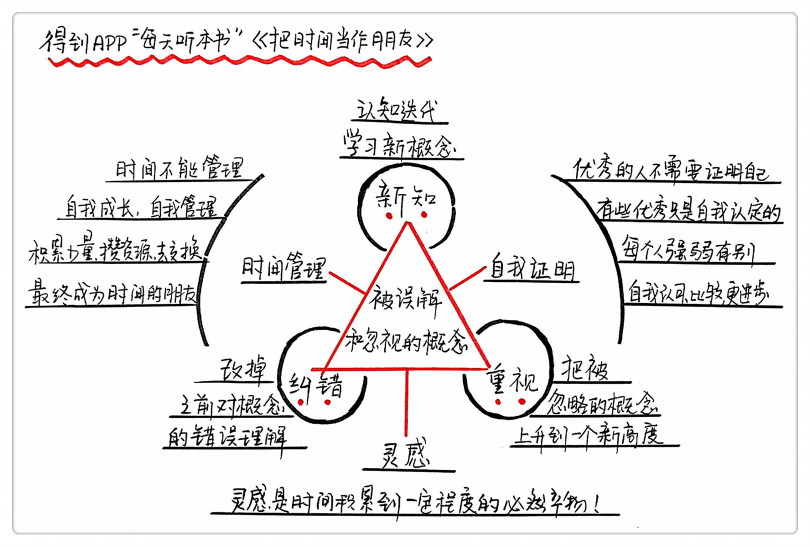 得到APP“每天听本书”《把时间当作朋友》
认知迭代
学习新概念
新知
时间不能管理
自我成长，自我管理
积累力量，攒资源，去交换
最终成为时间的朋友
时间管理
优秀的人不需要证明自己
有些优秀只是自我认定的
每个人强弱有别
自我认可比较更进步
自我证明
被误解
和忽视的概念
改掉
之前对概念
的错误理解
纠错
重视
把被
忽略的概念
上升到一个新高度
灵感
灵感是时间积累到一定程度的必然产物！